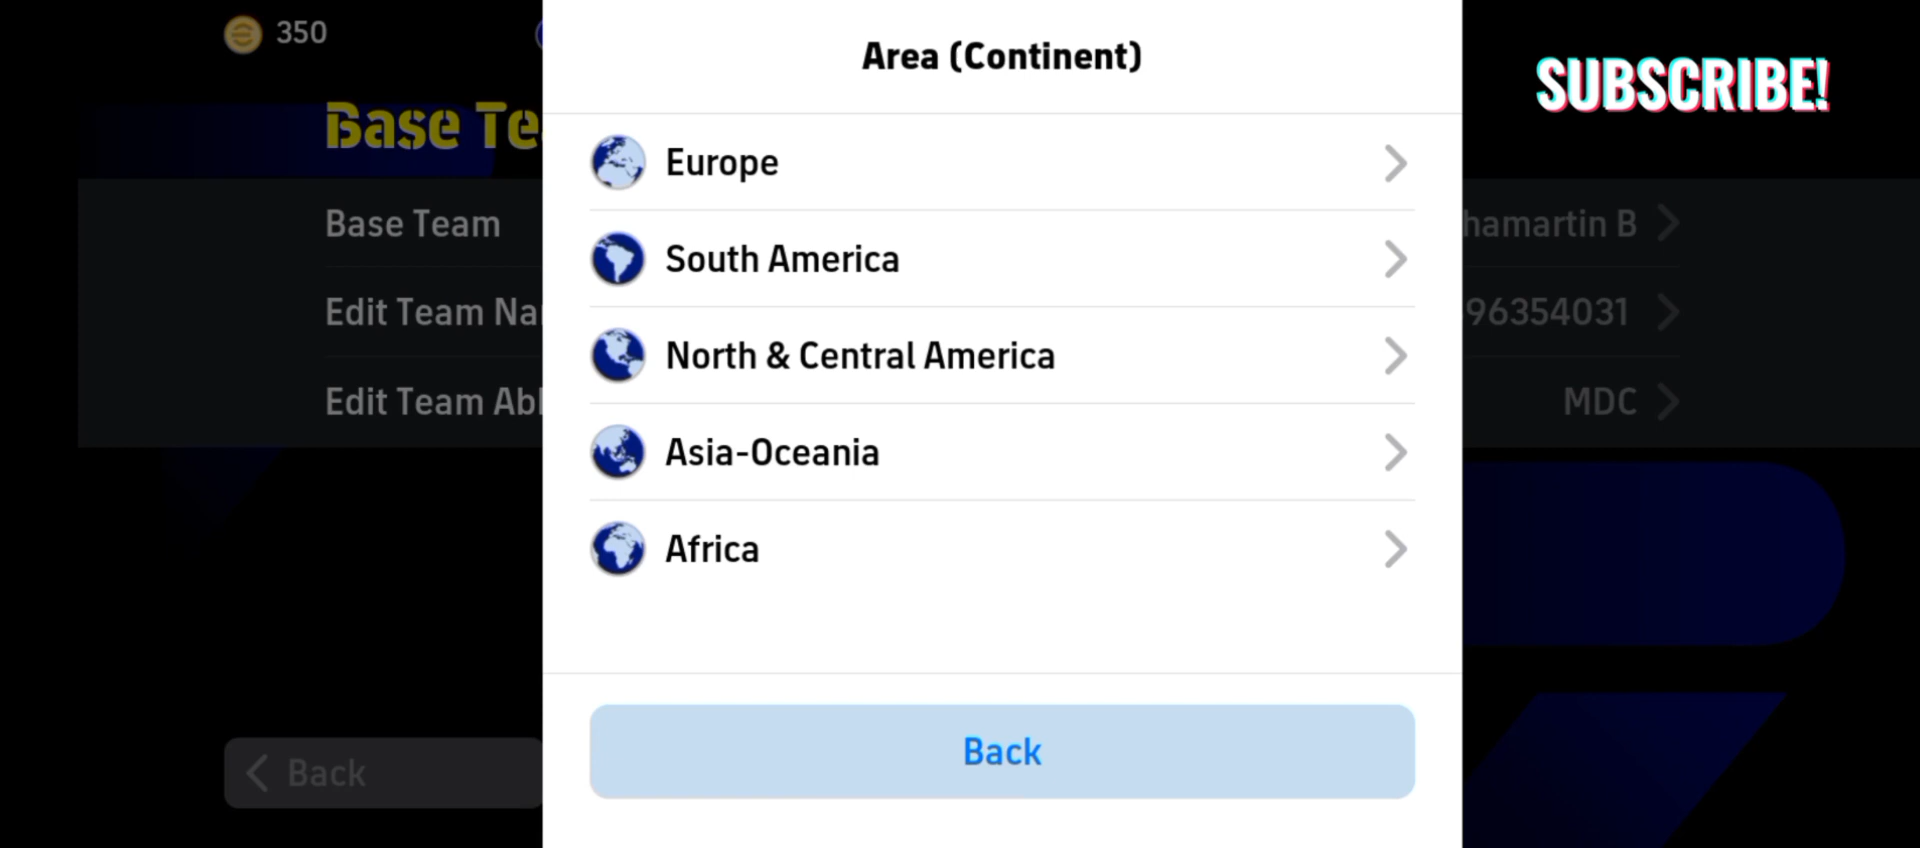 350
Area (Continent)
SUBSCRIBE!
Base Te
Europe
Base Team
hamartin B
South America
Edit Team Na
96354031
North & Central America
Edit Team Ab
MDC
Asia-Oceania
Africa
Back
Back